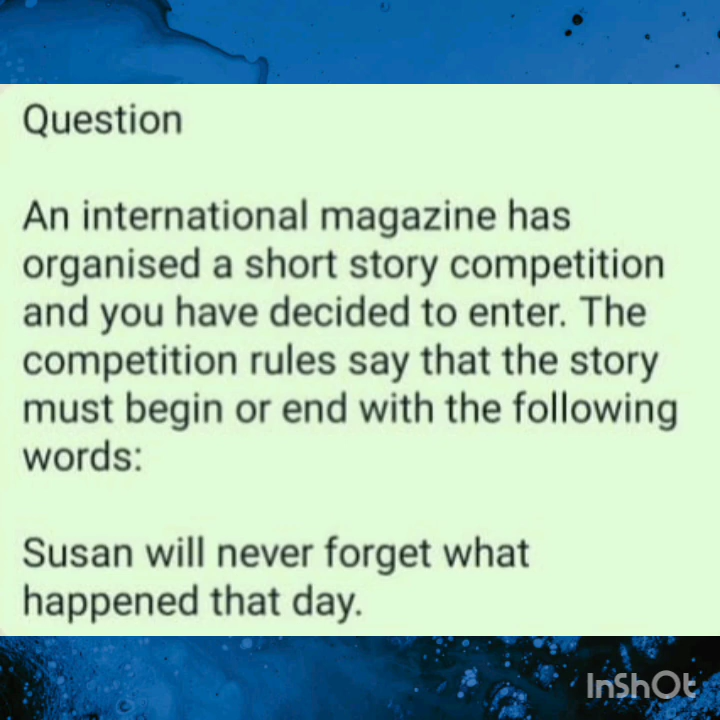 Question
An international magazine has
organised a short story competition
and you have decided to enter. The
competition rules say that the story
must begin or end with the following
words:
Susan will never forget what
happened that day.
InShOt